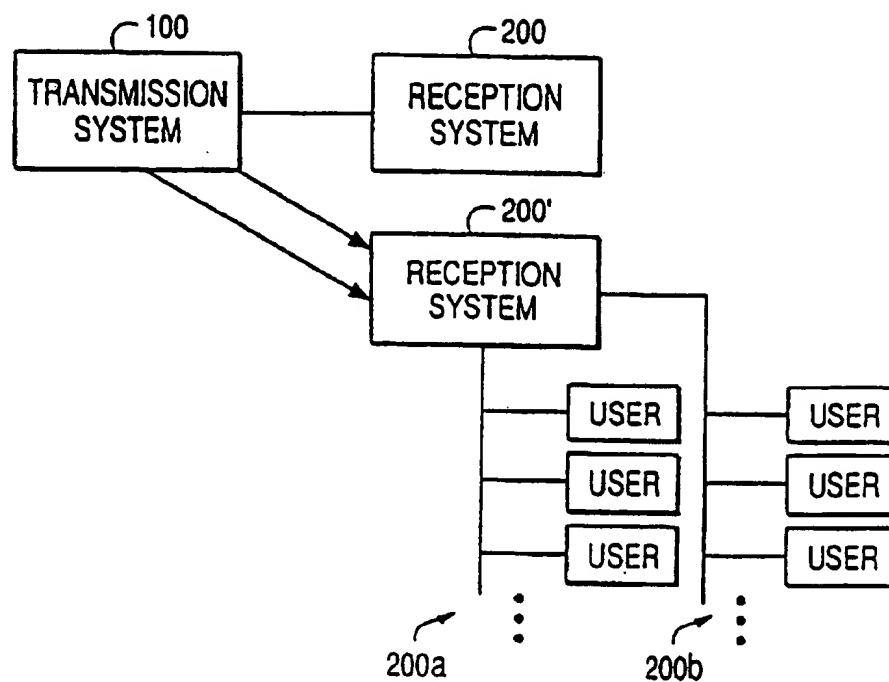 100
TRANSMISSION
SYSTEM
200
RECEPTION
SYSTEM
200'
RECEPTION
SYSTEM
USER USER
USER USER
USER USER
200a 200b